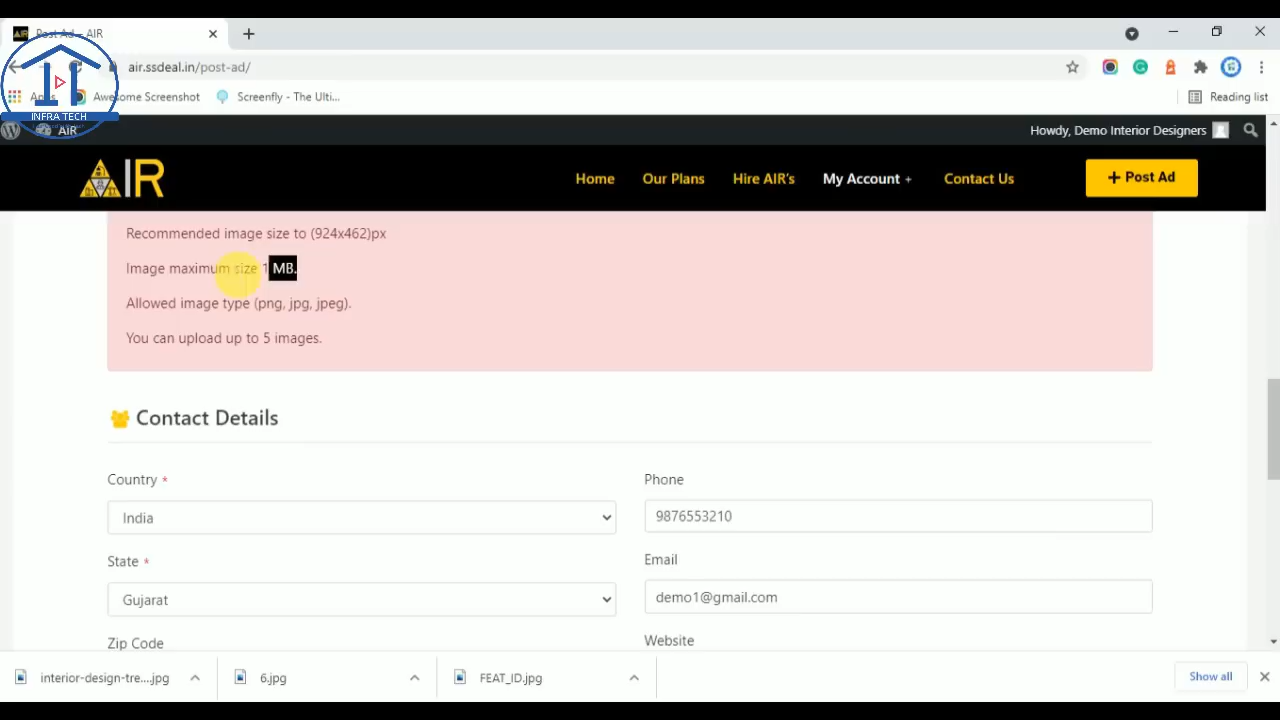 Post Ad – AIR
air.ssdeal.in/post-ad/
Apps
Awesome Screenshot
Screenfly - The Ulti...
Reading list
INFRA TECH
AIR
Howdy, Demo Interior Designers
AIR
Home
Our Plans
Hire AIR's
My Account +
Contact Us
+ Post Ad
Recommended image size to (924x462)px
Image maximum size 1 MB.
Allowed image type (png, jpg, jpeg).
You can upload up to 5 images.
Contact Details
Country *
Phone
India
9876553210
State *
Email
Gujarat
demo1@gmail.com
Zip Code
Website
interior-design-tre....jpg
6.jpg
FEAT_ID.jpg
Show all